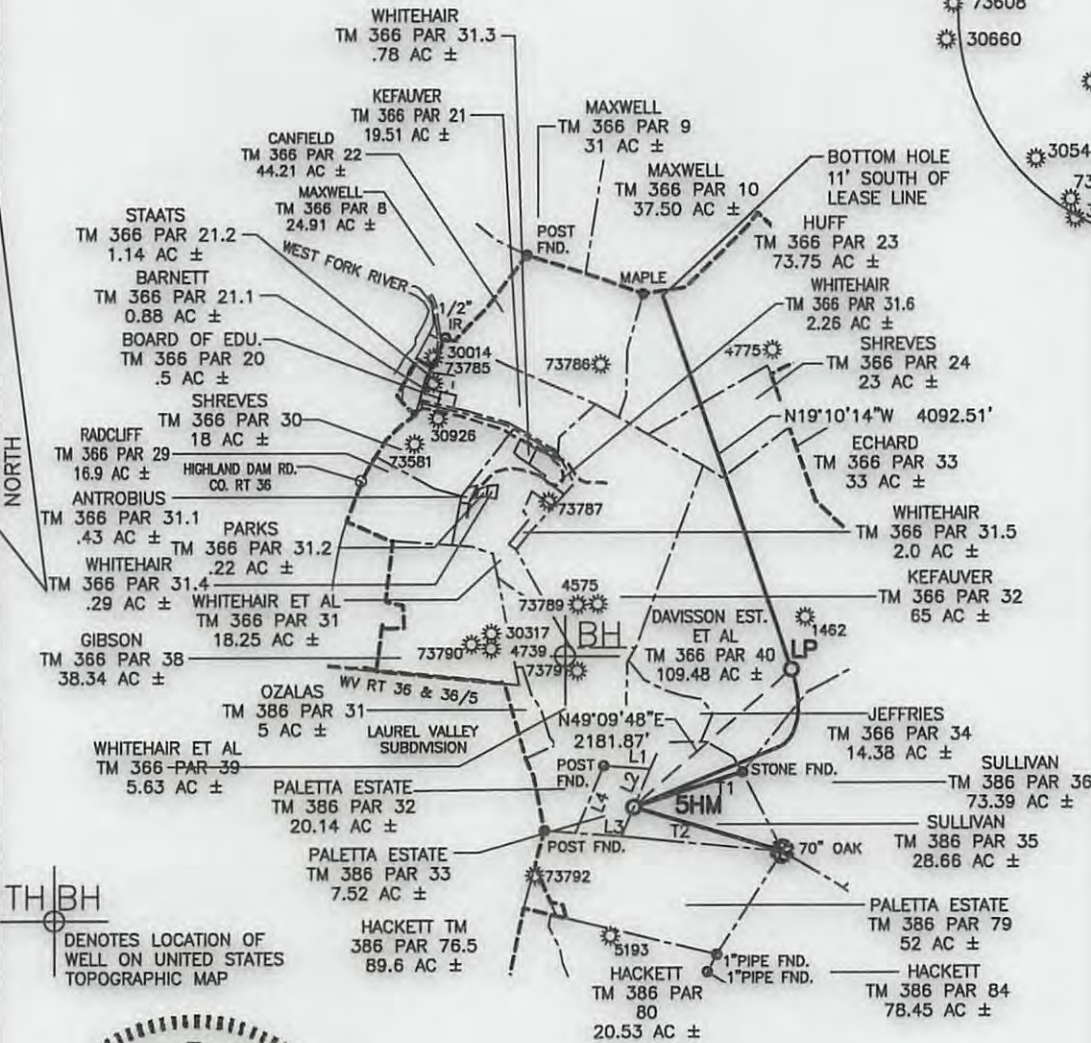 WHITEHAIR
TM 366 PAR 31.3
.78 AC ±
KEFAUVER
TM 366 PAR 21
19.51 AC ±
CANFIELD
TM 366 PAR 22
44.21 AC ±
MAXWELL
TM 366 PAR 8
24.91 AC ±
MAXWELL
TM 366 PAR 9
31 AC ±
MAXWELL
TM 366 PAR 10
37.50 AC ±
73608
30660
BOTTOM HOLE
11' SOUTH OF
LEASE LINE
STAATS
TM 366 PAR 21.2
1.14 AC ±
BARNETT
TM 366 PAR 21.1
0.88 AC ±
BOARD OF EDU.
TM 366 PAR 20
.5 AC ±
SHREVES
TM 366 PAR 30
18 AC ±
RADCLIFF
TM 366 PAR 29
16.9 AC ±
HIGHLAND DAM RD.
CO. RT 36
ANTROBIUS
TM 366 PAR 31.1
.43 AC ±
PARKS
TM 366 PAR 31.2
.22 AC ±
WHITEHAIR
TM 366 PAR 31.4
.29 AC ±
WHITEHAIR ET AL
TM 366 PAR 31
18.25 AC ±
GIBSON
TM 366 PAR 38
38.34 AC ±
NORTH
WEST FORK RIVER
1/2"
IR
POST
FND.
MAPLE
30014
73785
30926
73581
73786
4775
73787
HUFF
TM 366 PAR 23
73.75 AC ±
WHITEHAIR
TM 366 PAR 31.6
2.26 AC ±
SHREVES
TM 366 PAR 24
23 AC ±
N19°10'14"W 4092.51'
ECHARD
TM 366 PAR 33
33 AC ±
WHITEHAIR
TM 366 PAR 31.5
2.0 AC ±
KEFAUVER
TM 366 PAR 32
65 AC ±
4575
73789
30317
73790
4739
BH
DAVISSON EST.
ET AL
TM 366 PAR 40
109.48 AC ±
1462
LP
WV RT 36 & 36/5
OZALAS
TM 386 PAR 31
5 AC ±
LAUREL VALLEY
SUBDIVISION
N49°09'48"E
2181.87'
WHITEHAIR ET AL
TM 366 PAR 39
5.63 AC ±
PALETTA ESTATE
TM 386 PAR 32
20.14 AC ±
POST
FND.
L1
L2
L4
L3
5HM
T1
T2
STONE FND.
JEFFRIES
TM 366 PAR 34
14.38 AC ±
SULLIVAN
TM 386 PAR 36
73.39 AC ±
SULLIVAN
TM 386 PAR 35
28.66 AC ±
70" OAK
POST FND.
PALETTA ESTATE
TM 386 PAR 33
7.52 AC ±
73792
HACKETT TM
386 PAR 76.5
89.6 AC ±
PALETTA ESTATE
TM 386 PAR 79
52 AC ±
5193
1"PIPE FND.
1"PIPE FND.
HACKETT
TM 386 PAR
80
20.53 AC ±
HACKETT
TM 386 PAR 84
78.45 AC ±
TH BH
DENOTES LOCATION OF
WELL ON UNITED STATES
TOPOGRAPHIC MAP